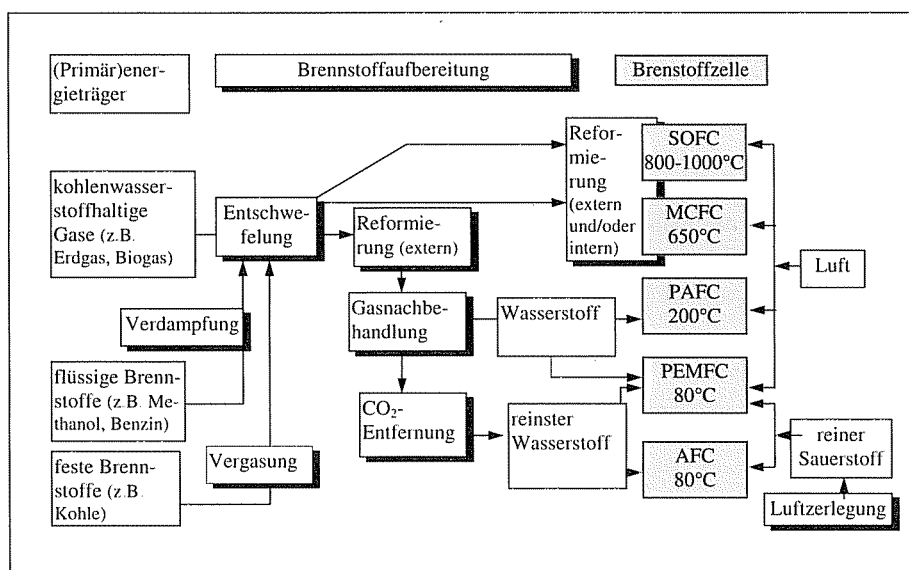 (Primär)ener-
gieträger
Brennstoffaufbereitung
Brenstoffzelle
kohlenwasser-
stoffhaltige
Gase (z.B.
Erdgas, Biogas)
Entschwe-
felung
Reformie-
rung (extern)
Refor-
mie-
rung
(extern
und/oder
intern)
SOFC
800-1000°C
MCFC
650°C
Luft
Verdampfung
Gasnachbe-
handlung
Wasserstoff
PAFC
200°C
flüssige Brenn-
stoffe (z.B. Me-
thanol, Benzin)
CO₂-
Entfernung
reinster
Wasserstoff
PEMFC
80°C
feste Brenn-
stoffe (z.B.
Kohle)
Vergasung
AFC
80°C
reiner
Sauerstoff
Luftzerlegung